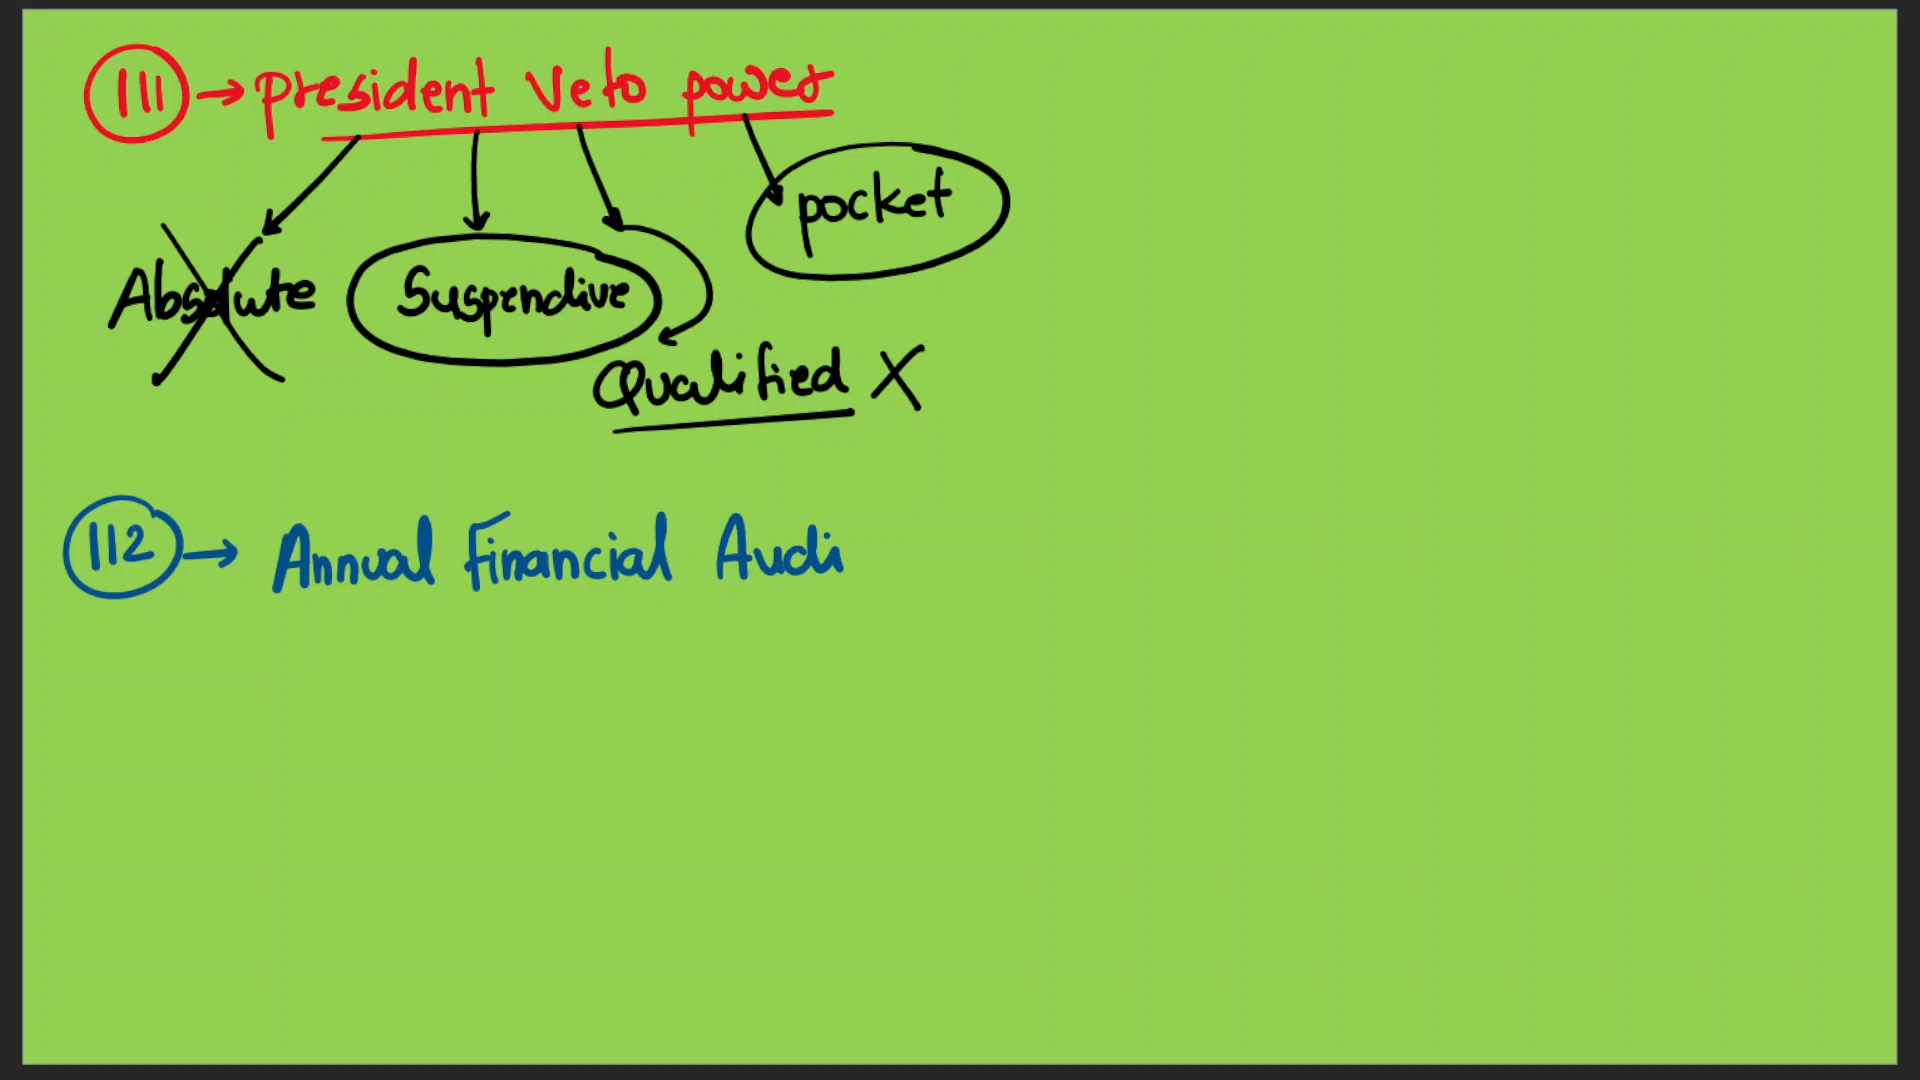 111 → president Veto power
pocket
Absolute
Suspendive
Qualified X
112 → Annual Financial Audi